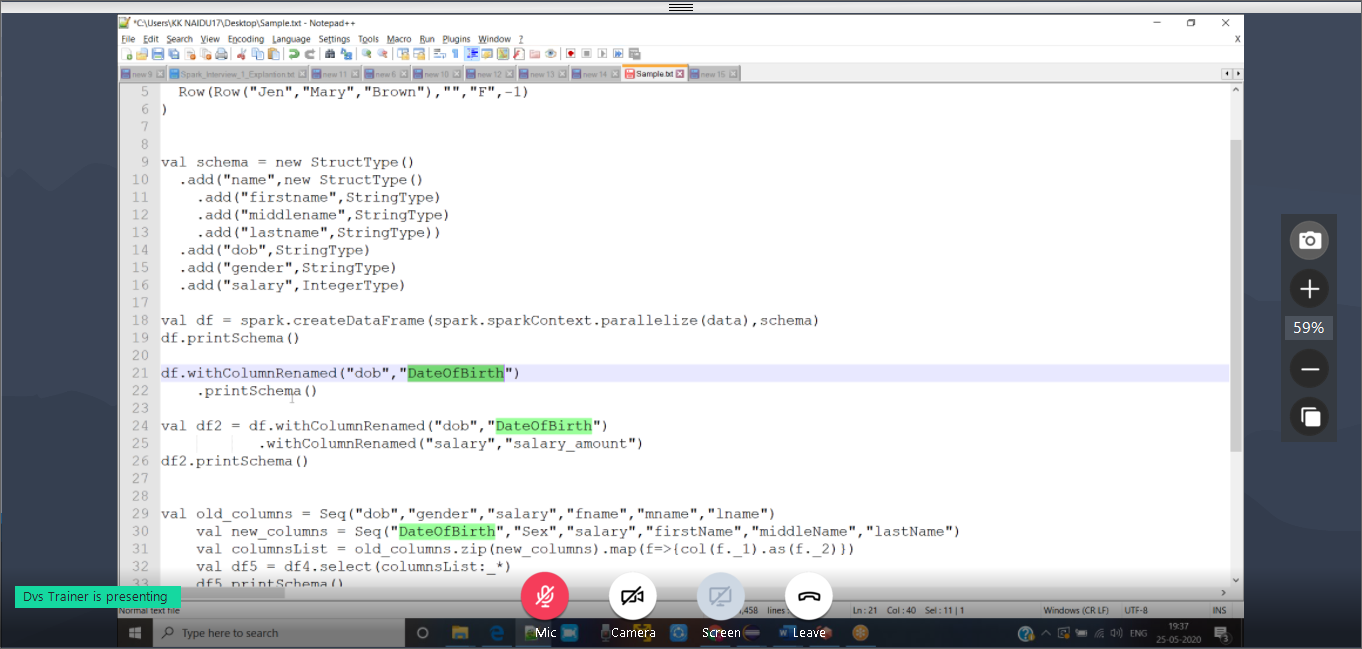 *C:\Users\KK NAIDU17\Desktop\Sample.txt - Notepad++
File Edit Search View Encoding Language Settings Tools Macro Run Plugins Window ?
X
new 9 Spark_Interview_1_Explantion.txt new 11 new 6 new 10 new 12 new 13 new 14 Sample.txt new 15
5 Row(Row("Jen","Mary","Brown"),"","F",-1)
6 )
7
8
9 val schema = new StructType()
10 .add("name",new StructType()
11 .add("firstname",StringType)
12 .add("middlename",StringType)
13 .add("lastname",StringType))
14 .add("dob",StringType)
15 .add("gender",StringType)
16 .add("salary",IntegerType)
17
18 val df = spark.createDataFrame(spark.sparkContext.parallelize(data),schema)
19 df.printSchema()
20
21 df.withColumnRenamed("dob","DateOfBirth")
22 .printSchema()
23
24 val df2 = df.withColumnRenamed("dob","DateOfBirth")
25 .withColumnRenamed("salary","salary_amount")
26 df2.printSchema()
27
28
29 val old_columns = Seq("dob","gender","salary","fname","mname","lname")
30 val new_columns = Seq("DateOfBirth","Sex","salary","firstName","middleName","lastName")
31 val columnsList = old_columns.zip(new_columns).map(f=>{col(f._1).as(f._2)})
32 val df5 = df4.select(columnsList:_*)
33 df5.printSchema()
59%
Dvs Trainer is presenting
Normal text file ,458 lines Ln : 21 Col : 40 Sel : 11 | 1 Windows (CR LF) UTF-8 INS
Mic Camera Screen Leave
Type here to search ENG 19:37
25-05-2020
3